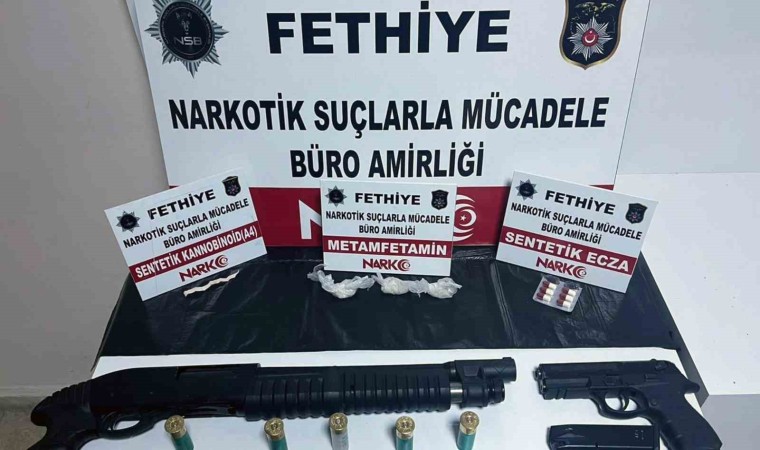 NSB
FETHİYE
NARKOTİK SUÇLARLA MÜCADELE
BÜRO AMİRLİĞİ
FETHİYE
NARKOTİK SUÇLARLA MÜCADELE
BÜRO AMİRLİĞİ
SENTETİK KANNOBİNOİD(A4)
NARKO
FETHİYE
NARKOTİK SUÇLARLA MÜCADELE
BÜRO AMİRLİĞİ
METAMFETAMİN
NARKO
FETHİYE
NARKOTİK SUÇLARLA MÜCADELE
BÜRO AMİRLİĞİ
SENTETİK ECZA
NARKO